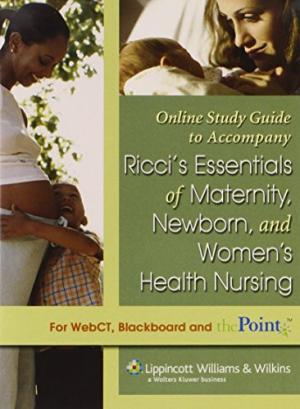 Online Study Guide
to Accompany
Ricci's Essentials
of Maternity,
Newborn, and
Women's
Health Nursing
For WebCT, Blackboard and thePoint™
Lippincott Williams & Wilkins
a Wolters Kluwer business